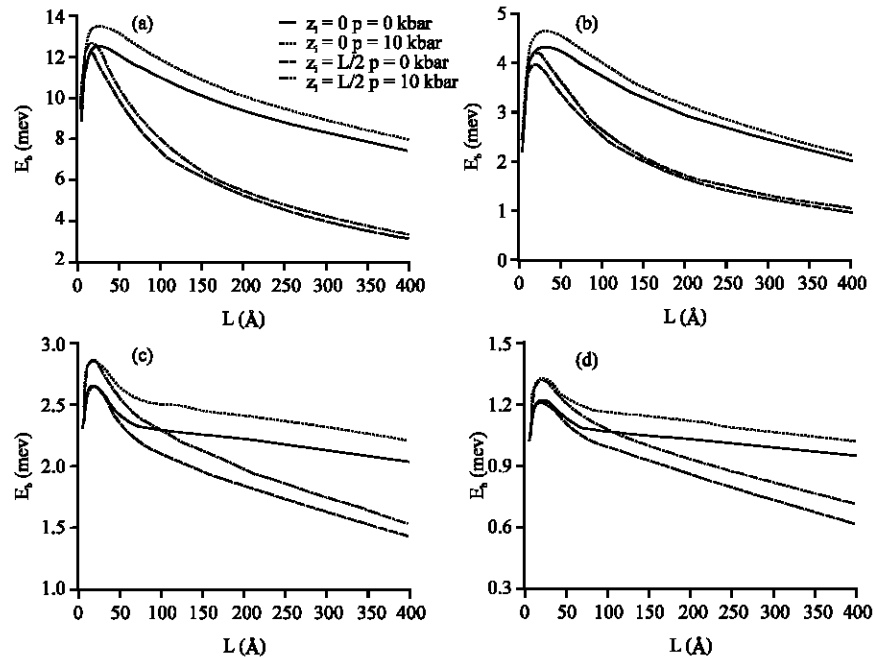 (a)
z_i = 0 p = 0 kbar
z_i = 0 p = 10 kbar
z_i = L/2 p = 0 kbar
z_i = L/2 p = 10 kbar
14
12
10
8
6
4
2
E_b (mev)
0 50 100 150 200 250 300 350 400
L (Å)
(b)
5
4
3
2
1
0
E_b (mev)
0 50 100 150 200 250 300 350 400
L (Å)
(c)
3.0
2.5
2.0
1.5
1.0
E_b (mev)
0 50 100 150 200 250 300 350 400
L (Å)
(d)
1.5
1.2
0.9
0.6
0.3
E_b (mev)
0 50 100 150 200 250 300 350 400
L (Å)